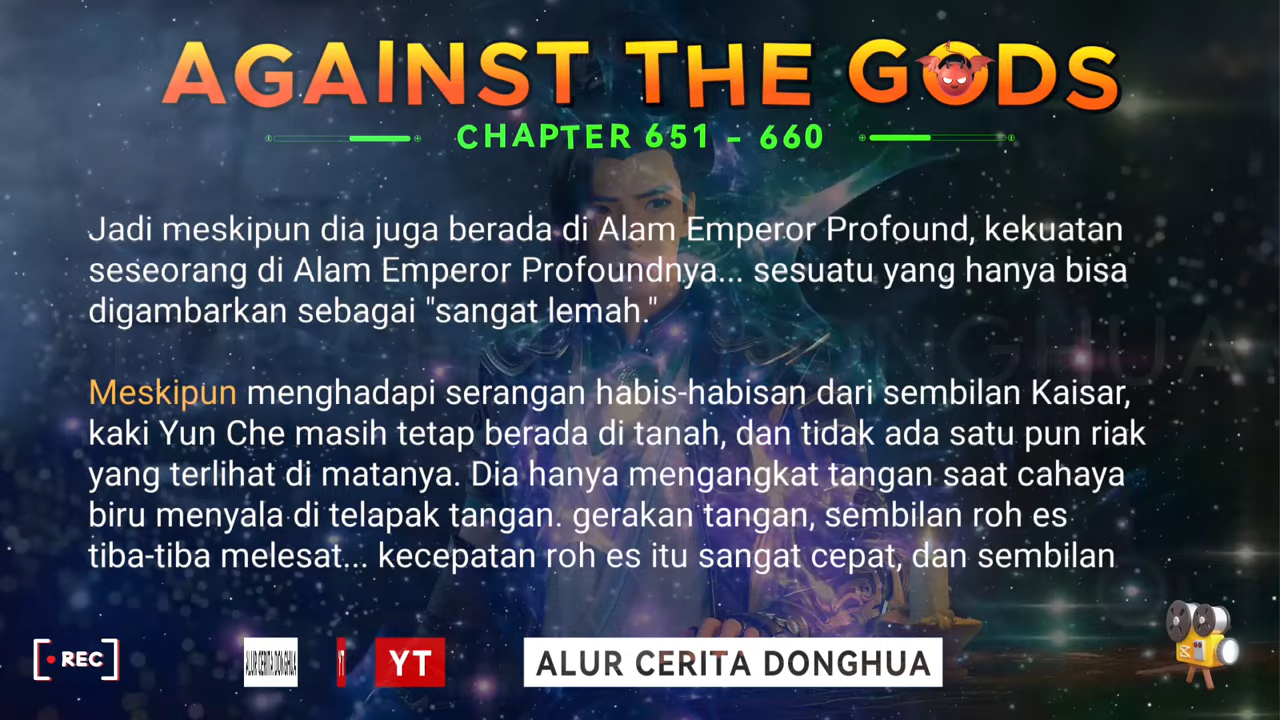 AGAINST THE GODS
CHAPTER 651 - 660
Jadi meskipun dia juga berada di Alam Emperor Profound, kekuatan
seseorang di Alam Emperor Profoundnya... sesuatu yang hanya bisa
digambarkan sebagai "sangat lemah."
Meskipun menghadapi serangan habis-habisan dari sembilan Kaisar,
kaki Yun Che masih tetap berada di tanah, dan tidak ada satu pun riak
yang terlihat di matanya. Dia hanya mengangkat tangan saat cahaya
biru menyala di telapak tangan. gerakan tangan, sembilan roh es
tiba-tiba melesat... kecepatan roh es itu sangat cepat, dan sembilan
REC
ALUR CERITA DONGHUA
YT
YT
ALUR CERITA DONGHUA